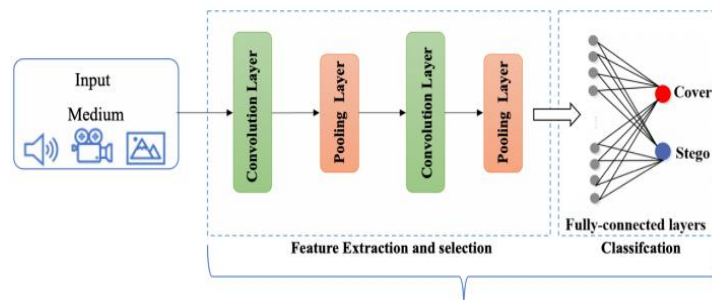 Input
Medium
Convolution Layer
Pooling Layer
Convolution Layer
Pooling Layer
Cover
Stego
Fully-connected layers
Feature Extraction and selection
Classifcation